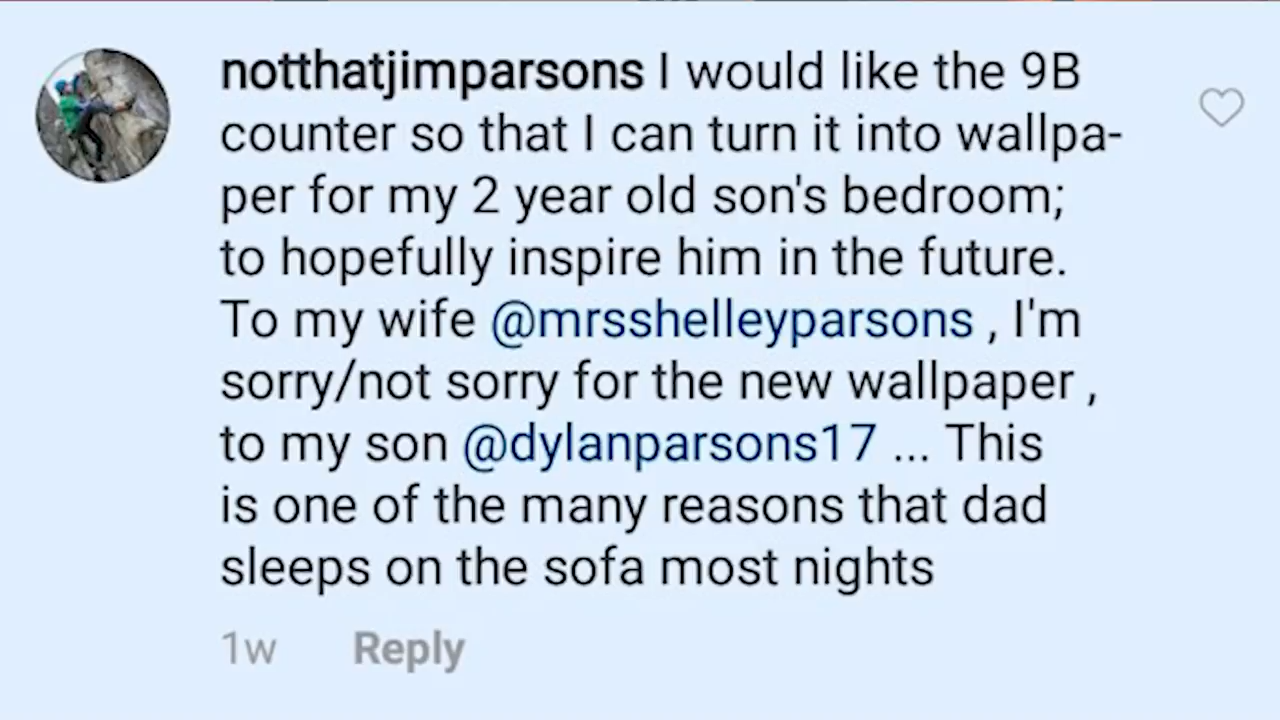 notthatjimparsons I would like the 9B
counter so that I can turn it into wallpa-
per for my 2 year old son's bedroom;
to hopefully inspire him in the future.
To my wife @mrsshelleyparsons , I'm
sorry/not sorry for the new wallpaper ,
to my son @dylanparsons17 ... This
is one of the many reasons that dad
sleeps on the sofa most nights
1w Reply